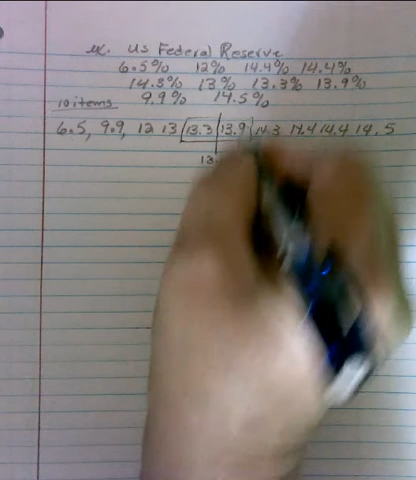 ex. US Federal Reserve
6.5% 12% 14.4% 14.4%
14.3% 13% 13.3% 13.9%
10 items 9.9% 14.5%
6.5, 9.9, 12 13 13.3 13.9 14.3 14.4 14.4 14.5
13.